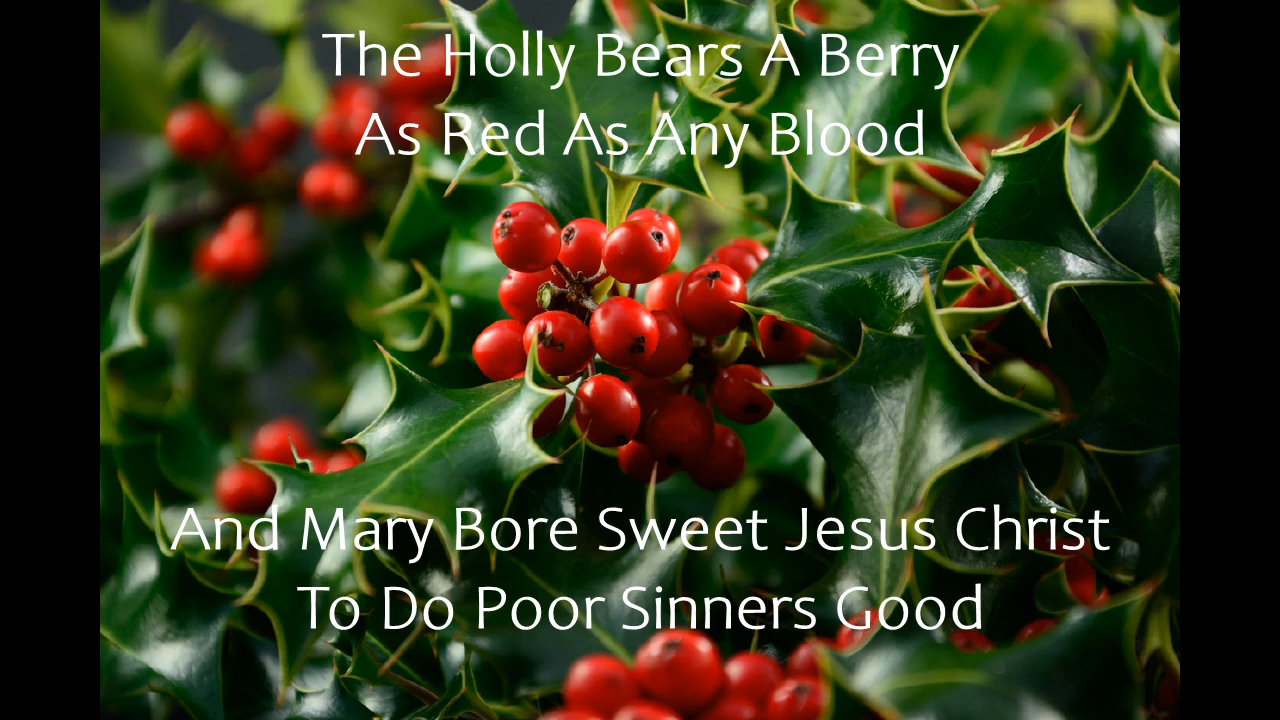 The Holly Bears A Berry
As Red As Any Blood
And Mary Bore Sweet Jesus Christ
To Do Poor Sinners Good